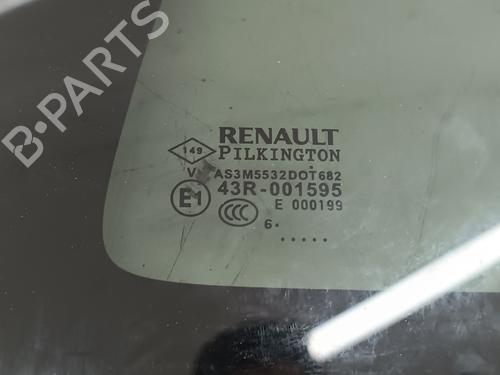 B-PARTS
RENAULT
149 PILKINGTON
V AS3M5532DOT682
43R-001595
E1 CCC E 000199
6.
.....